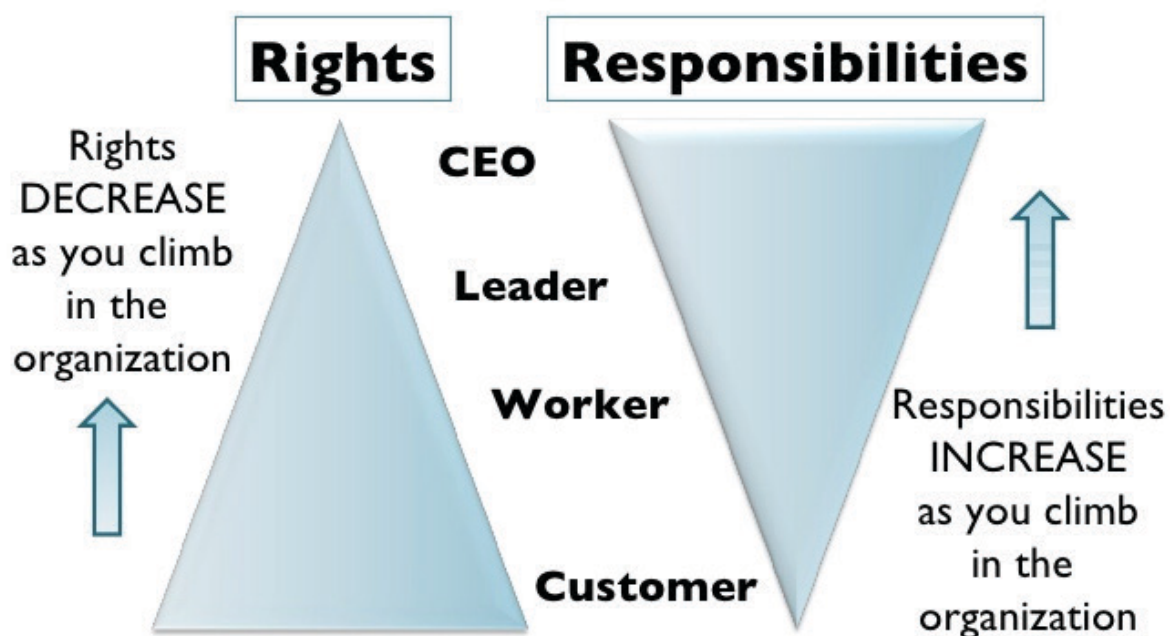 Rights
Responsibilities
Rights
DECREASE
as you climb
in the
organization
CEO
Leader
Worker
Customer
Responsibilities
INCREASE
as you climb
in the
organization